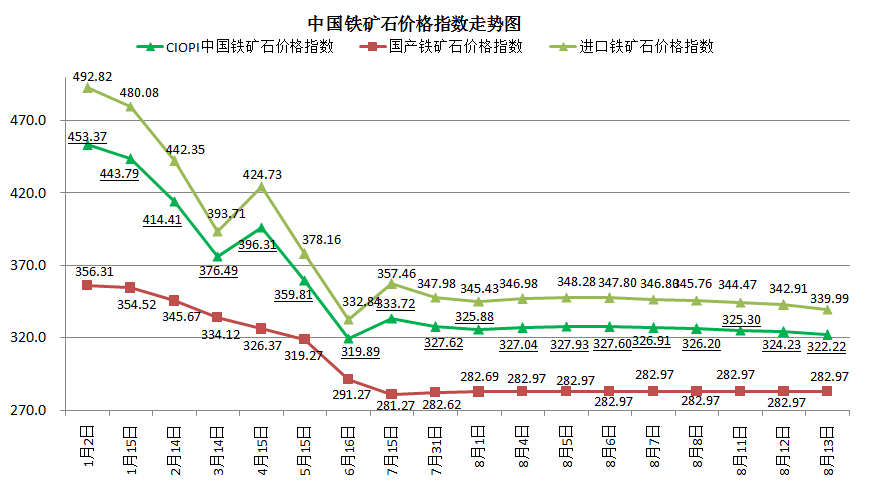 中国铁矿石价格指数走势图
CIOPI中国铁矿石价格指数 国产铁矿石价格指数 进口铁矿石价格指数
470.0
420.0
370.0
320.0
270.0
492.82 480.08 442.35 393.71 424.73 378.16 332.84 357.46 347.98 345.43 346.98 348.28 347.80 346.80 345.76 344.47 342.91 339.99
453.37 443.79 414.41 376.49 396.31 359.81 319.89 333.72 327.62 325.88 327.04 327.93 327.60 326.91 326.20 325.30 324.23 322.22
356.31 354.52 345.67 334.12 326.37 319.27 291.27 281.27 282.62 282.69 282.97 282.97 282.97 282.97 282.97 282.97 282.97 282.97
1月2日 1月15日 2月14日 3月14日 4月15日 5月15日 6月16日 7月15日 7月31日 8月1日 8月4日 8月5日 8月6日 8月7日 8月8日 8月11日 8月12日 8月13日